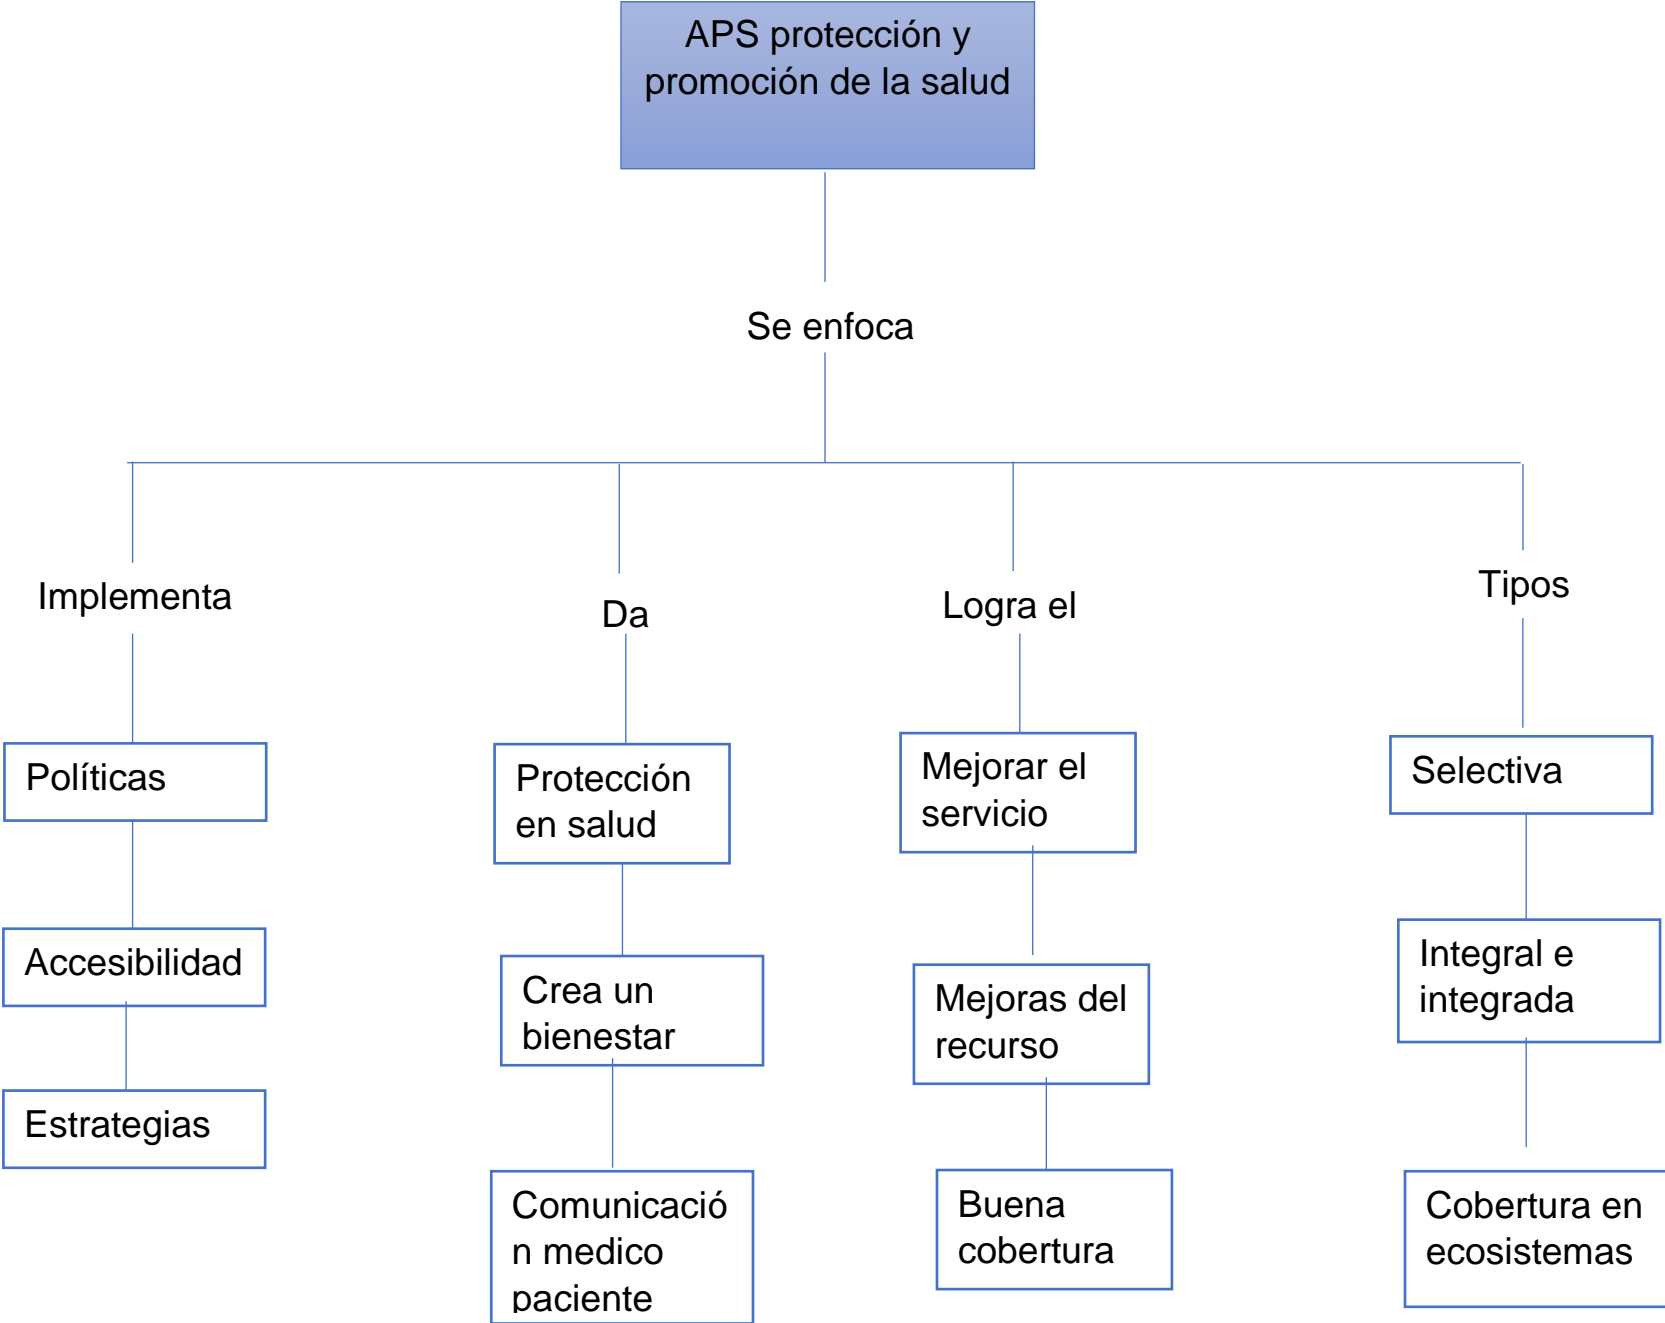 APS protección y
promoción de la salud
Se enfoca
Implementa
Da
Logra el
Tipos
Políticas
Protección
en salud
Mejorar el
servicio
Selectiva
Accesibilidad
Crea un
bienestar
Mejoras del
recurso
Integral e
integrada
Estrategias
Comunicació
n medico
paciente
Buena
cobertura
Cobertura en
ecosistemas